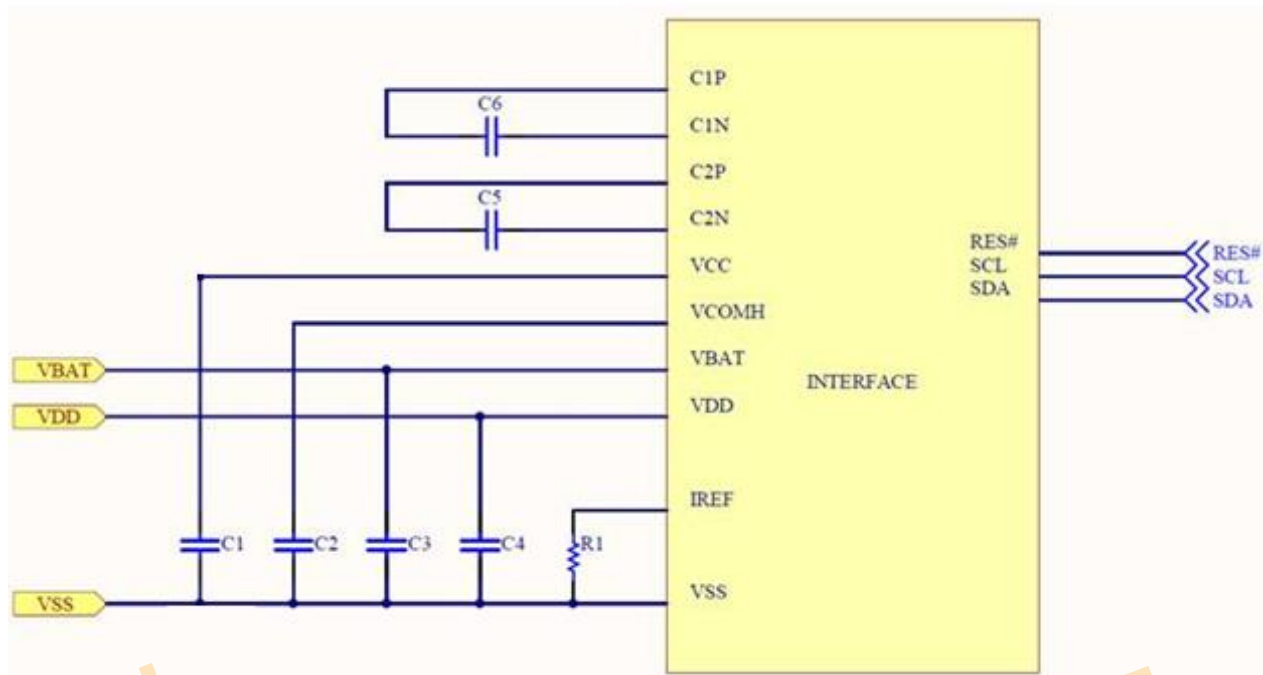 C1P
C6
C1N
C2P
C5
C2N
RES# RES#
VCC SCL SCL
SDA SDA
VCOMH
VBAT VBAT
INTERFACE
VDD VDD
IREF
C1 C2 C3 C4 R1
VSS VSS